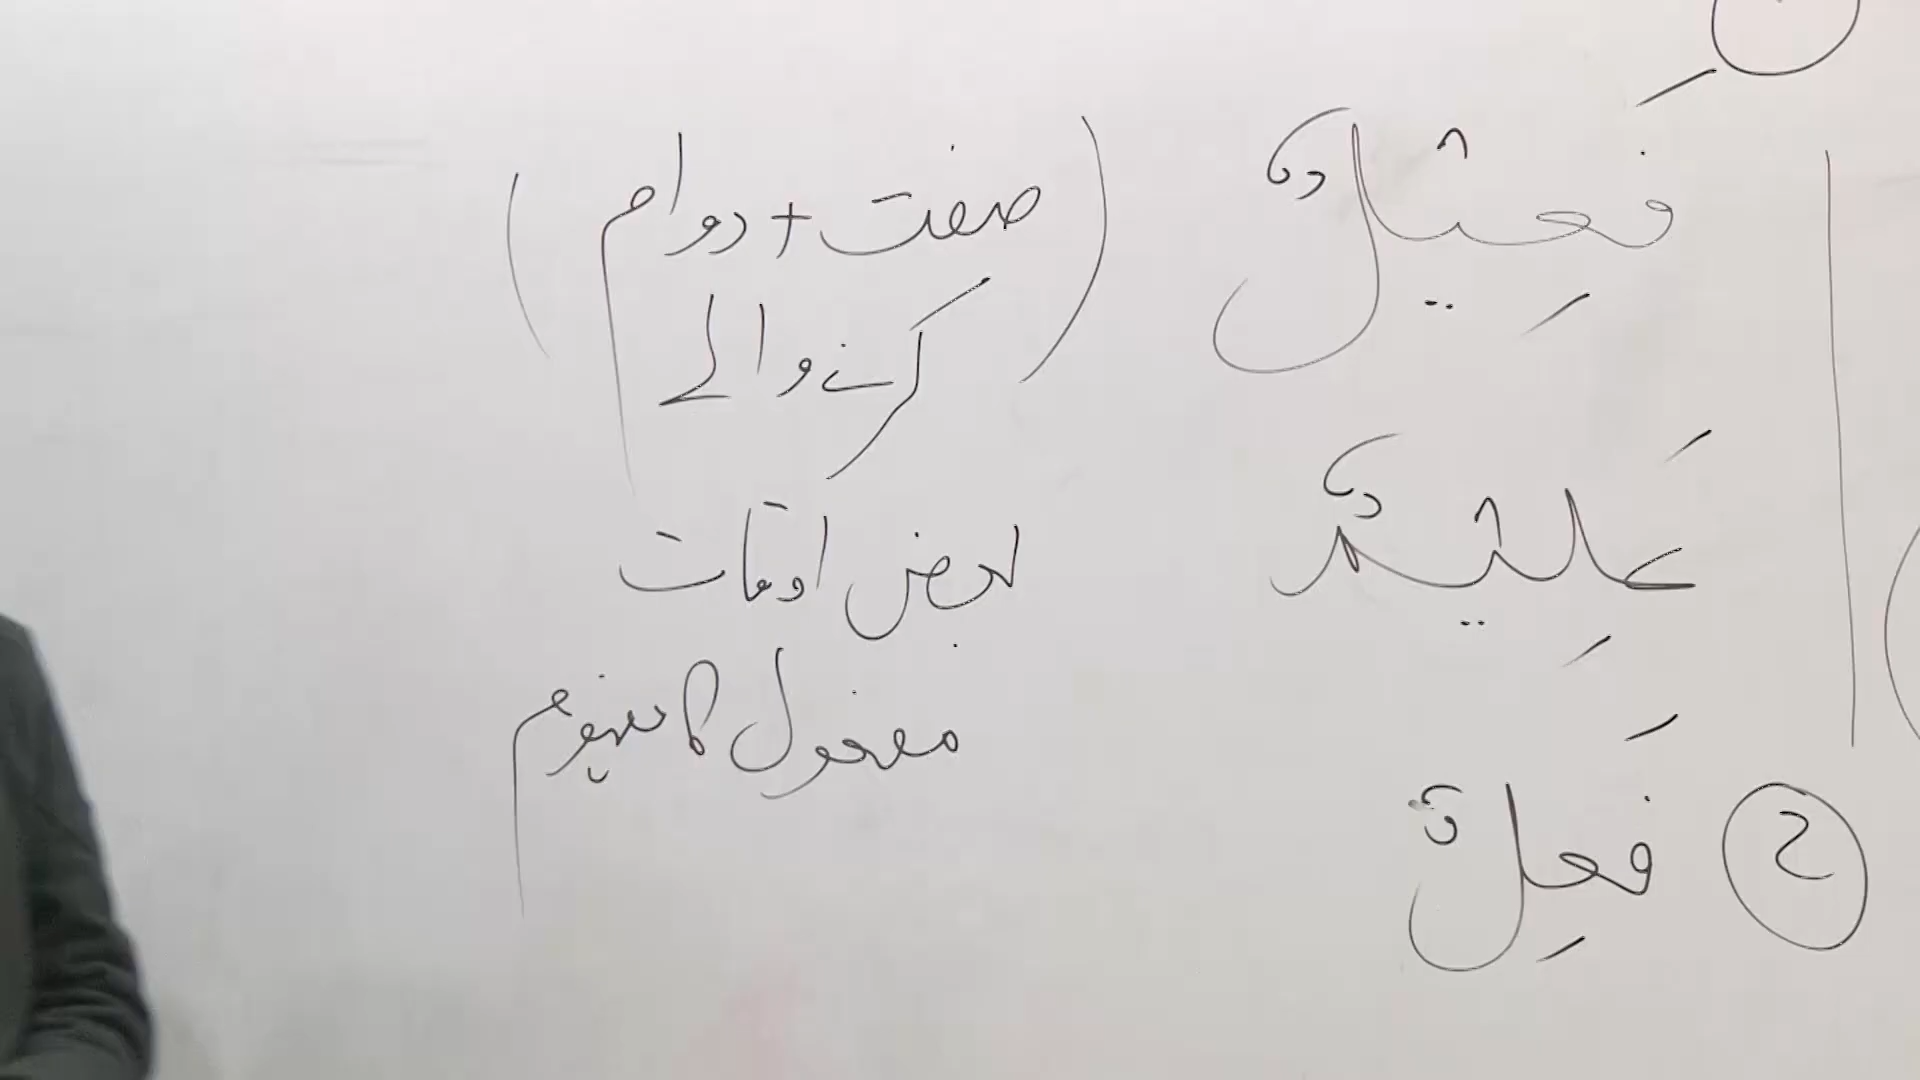 فَعِيْلٌ (صفت + دوام
کرنے والے)
عَلِيْمٌ بعض اوقات
مفعول کا مفہوم
2 فَعِلٌ